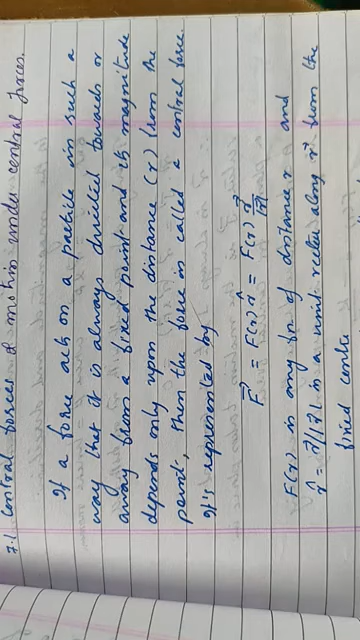 7.1 Central forces & motion under central forces.
If a force acts on a particle in such a
way that it is always directed towards or
away from a fixed point and its magnitude
depends only upon the distance (r) from the
point, then the force is called a central force.
It's represented by
F⃗ = F(r) r̂ = F(r) r⃗/|r⃗|
F(r) is any fn of distance r and
r̂ = r⃗/|r⃗| is a unit vector along r⃗ from the
fixed centre